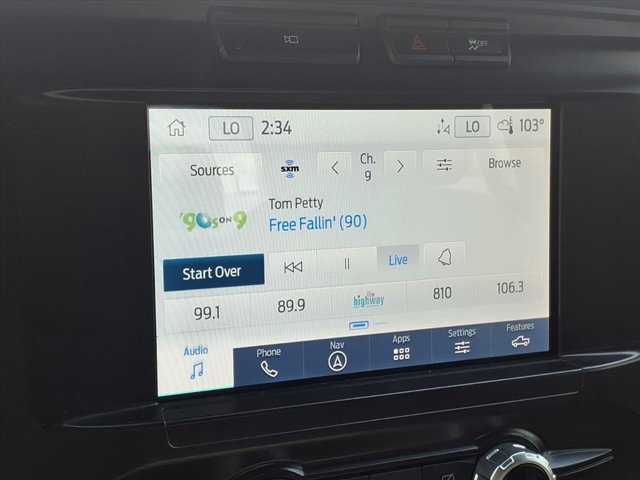 OFF
LO 2:34 LO 103°
Sources sxm Ch. 9 Browse
Tom Petty
'90s ON 9 Free Fallin' (90)
Start Over Live
99.1 89.9 the highway 810 106.3
Audio Phone Nav Apps Settings Features